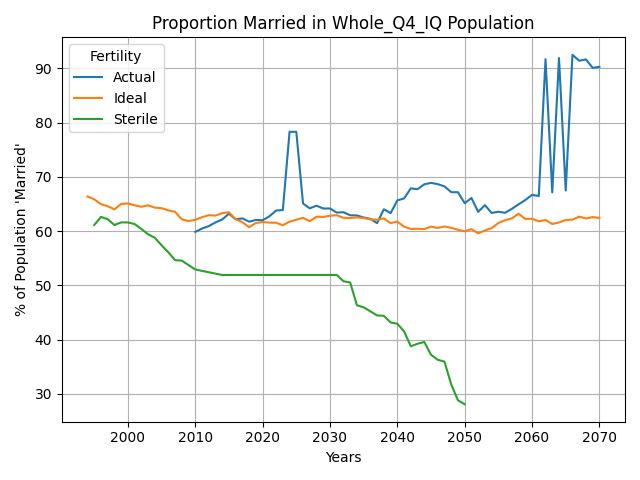 Proportion Married in Whole_Q4_IQ Population
Fertility
Actual
Ideal
Sterile
% of Population 'Married'
90
80
70
60
50
40
30
2000 2010 2020 2030 2040 2050 2060 2070
Years